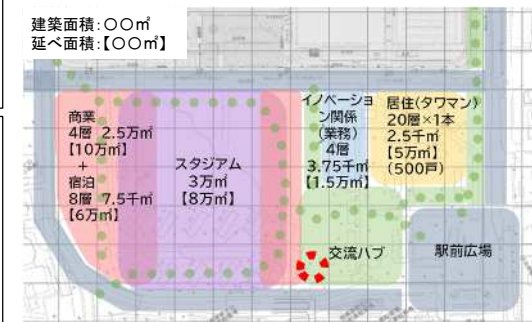 建築面積:〇〇㎡
延べ面積:【〇〇㎡】
商業
4層 2.5万㎡
【10万㎡】
+
宿泊
8層 7.5千㎡
【6万㎡】
スタジアム
3万㎡
【8万㎡】
イノベーショ
ン関係
(業務)
4層
3.75千㎡
【1.5万㎡】
居住(タワマン)
20層×1本
2.5千㎡
【5万㎡】
(500戸)
交流ハブ
駅前広場